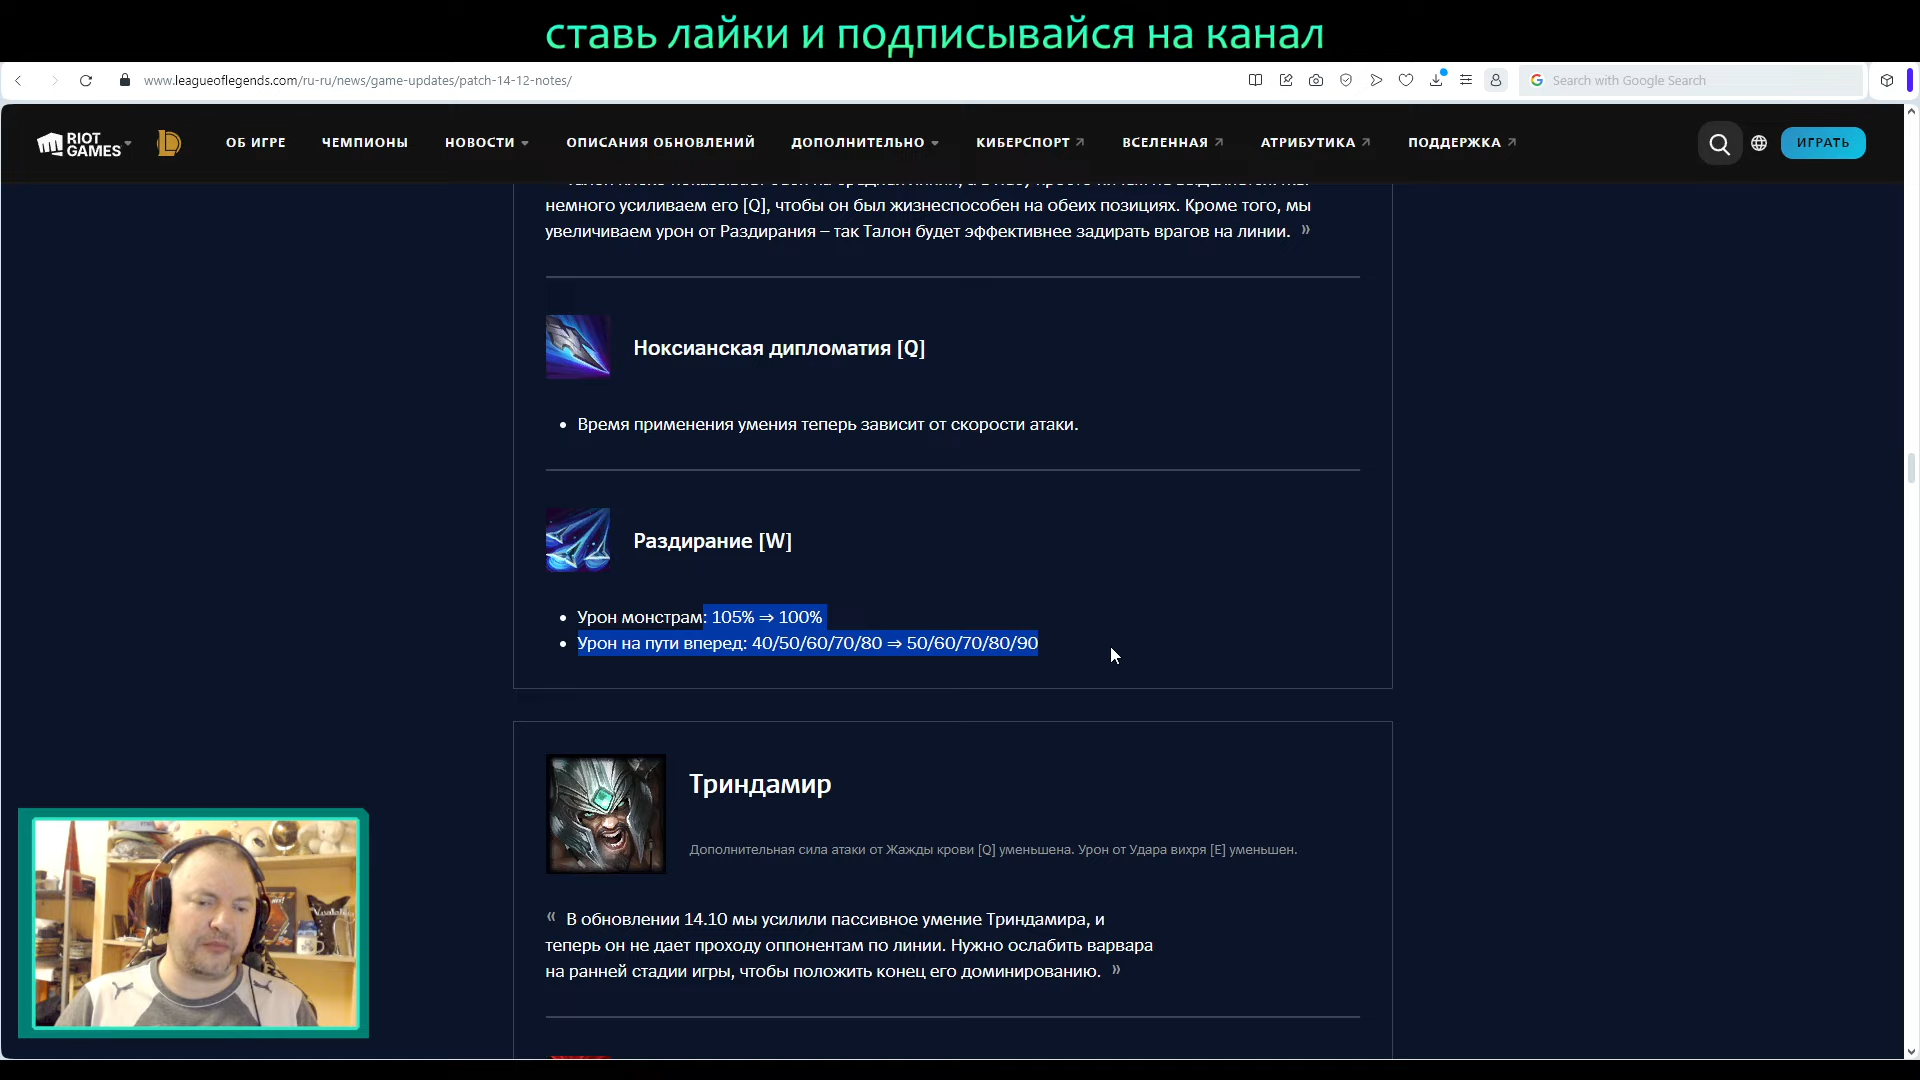 ставь лайки и подписывайся на канал
www.leagueoflegends.com/ru-ru/news/game-updates/patch-14-12-notes/
Search with Google Search
RIOT GAMES
ОБ ИГРЕ
ЧЕМПИОНЫ
НОВОСТИ
ОПИСАНИЯ ОБНОВЛЕНИЙ
ДОПОЛНИТЕЛЬНО
КИБЕРСПОРТ
ВСЕЛЕННАЯ
АТРИБУТИКА
ПОДДЕРЖКА
ИГРАТЬ
немного усиливаем его [Q], чтобы он был жизнеспособен на обеих позициях. Кроме того, мы
увеличиваем урон от Раздирания – так Талон будет эффективнее задирать врагов на линии. »
Ноксианская дипломатия [Q]
• Время применения умения теперь зависит от скорости атаки.
Раздирание [W]
• Урон монстрам: 105% ⇒ 100%
• Урон на пути вперед: 40/50/60/70/80 ⇒ 50/60/70/80/90
Триндамир
Дополнительная сила атаки от Жажды крови [Q] уменьшена. Урон от Удара вихря [E] уменьшен.
« В обновлении 14.10 мы усилили пассивное умение Триндамира, и
теперь он не дает проходу оппонентам по линии. Нужно ослабить варвара
на ранней стадии игры, чтобы положить конец его доминированию. »